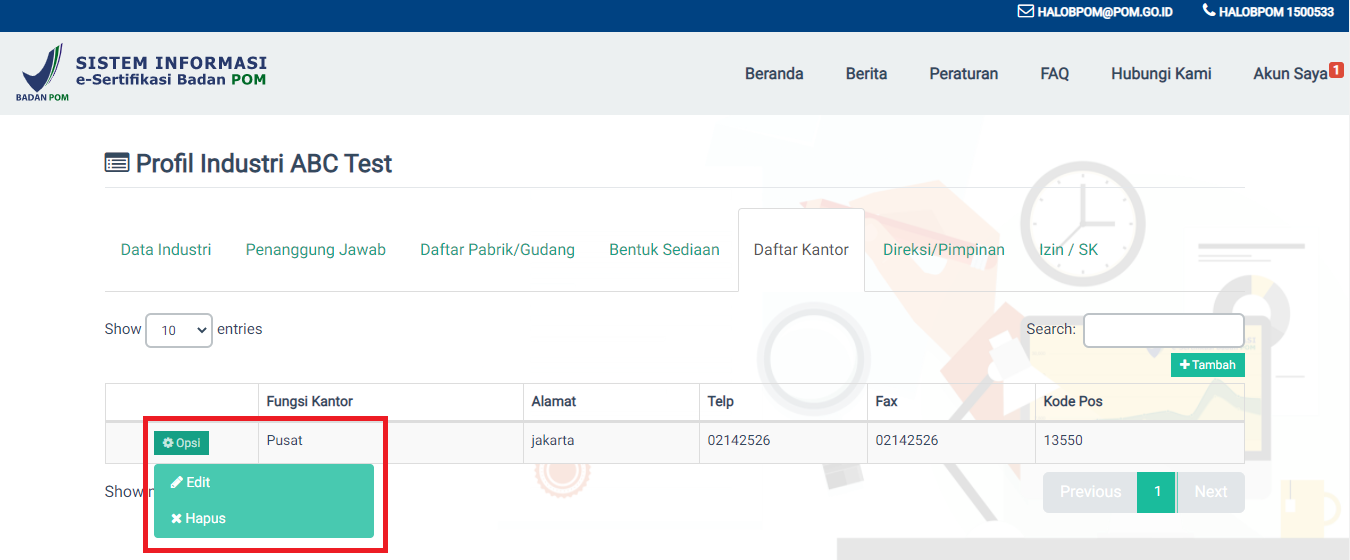 HALOBPOM@POM.GO.ID HALOBPOM 1500533
SISTEM INFORMASI
e-Sertifikasi Badan POM
BADAN POM
Beranda Berita Peraturan FAQ Hubungi Kami Akun Saya 1
Profil Industri ABC Test
Data Industri Penanggung Jawab Daftar Pabrik/Gudang Bentuk Sediaan Daftar Kantor Direksi/Pimpinan Izin / SK
Show 10 entries Search:
Tambah
Fungsi Kantor Alamat Telp Fax Kode Pos
Opsi Pusat jakarta 02142526 02142526 13550
Edit
Previous 1 Next
Hapus